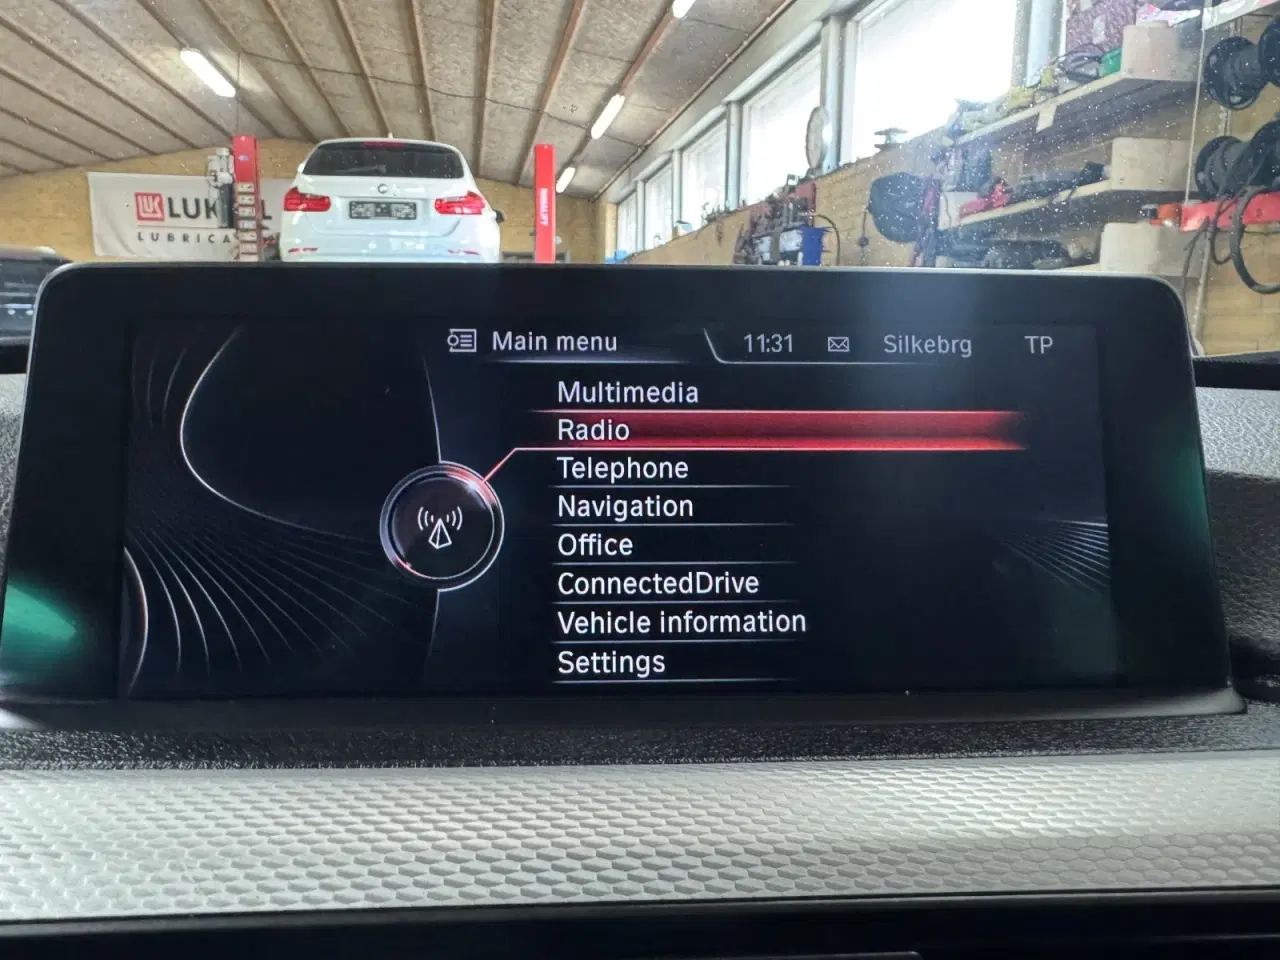 LUK
LUBRICA
Main menu
11:31
Silkebrg
TP
Multimedia
Radio
Telephone
Navigation
Office
ConnectedDrive
Vehicle information
Settings